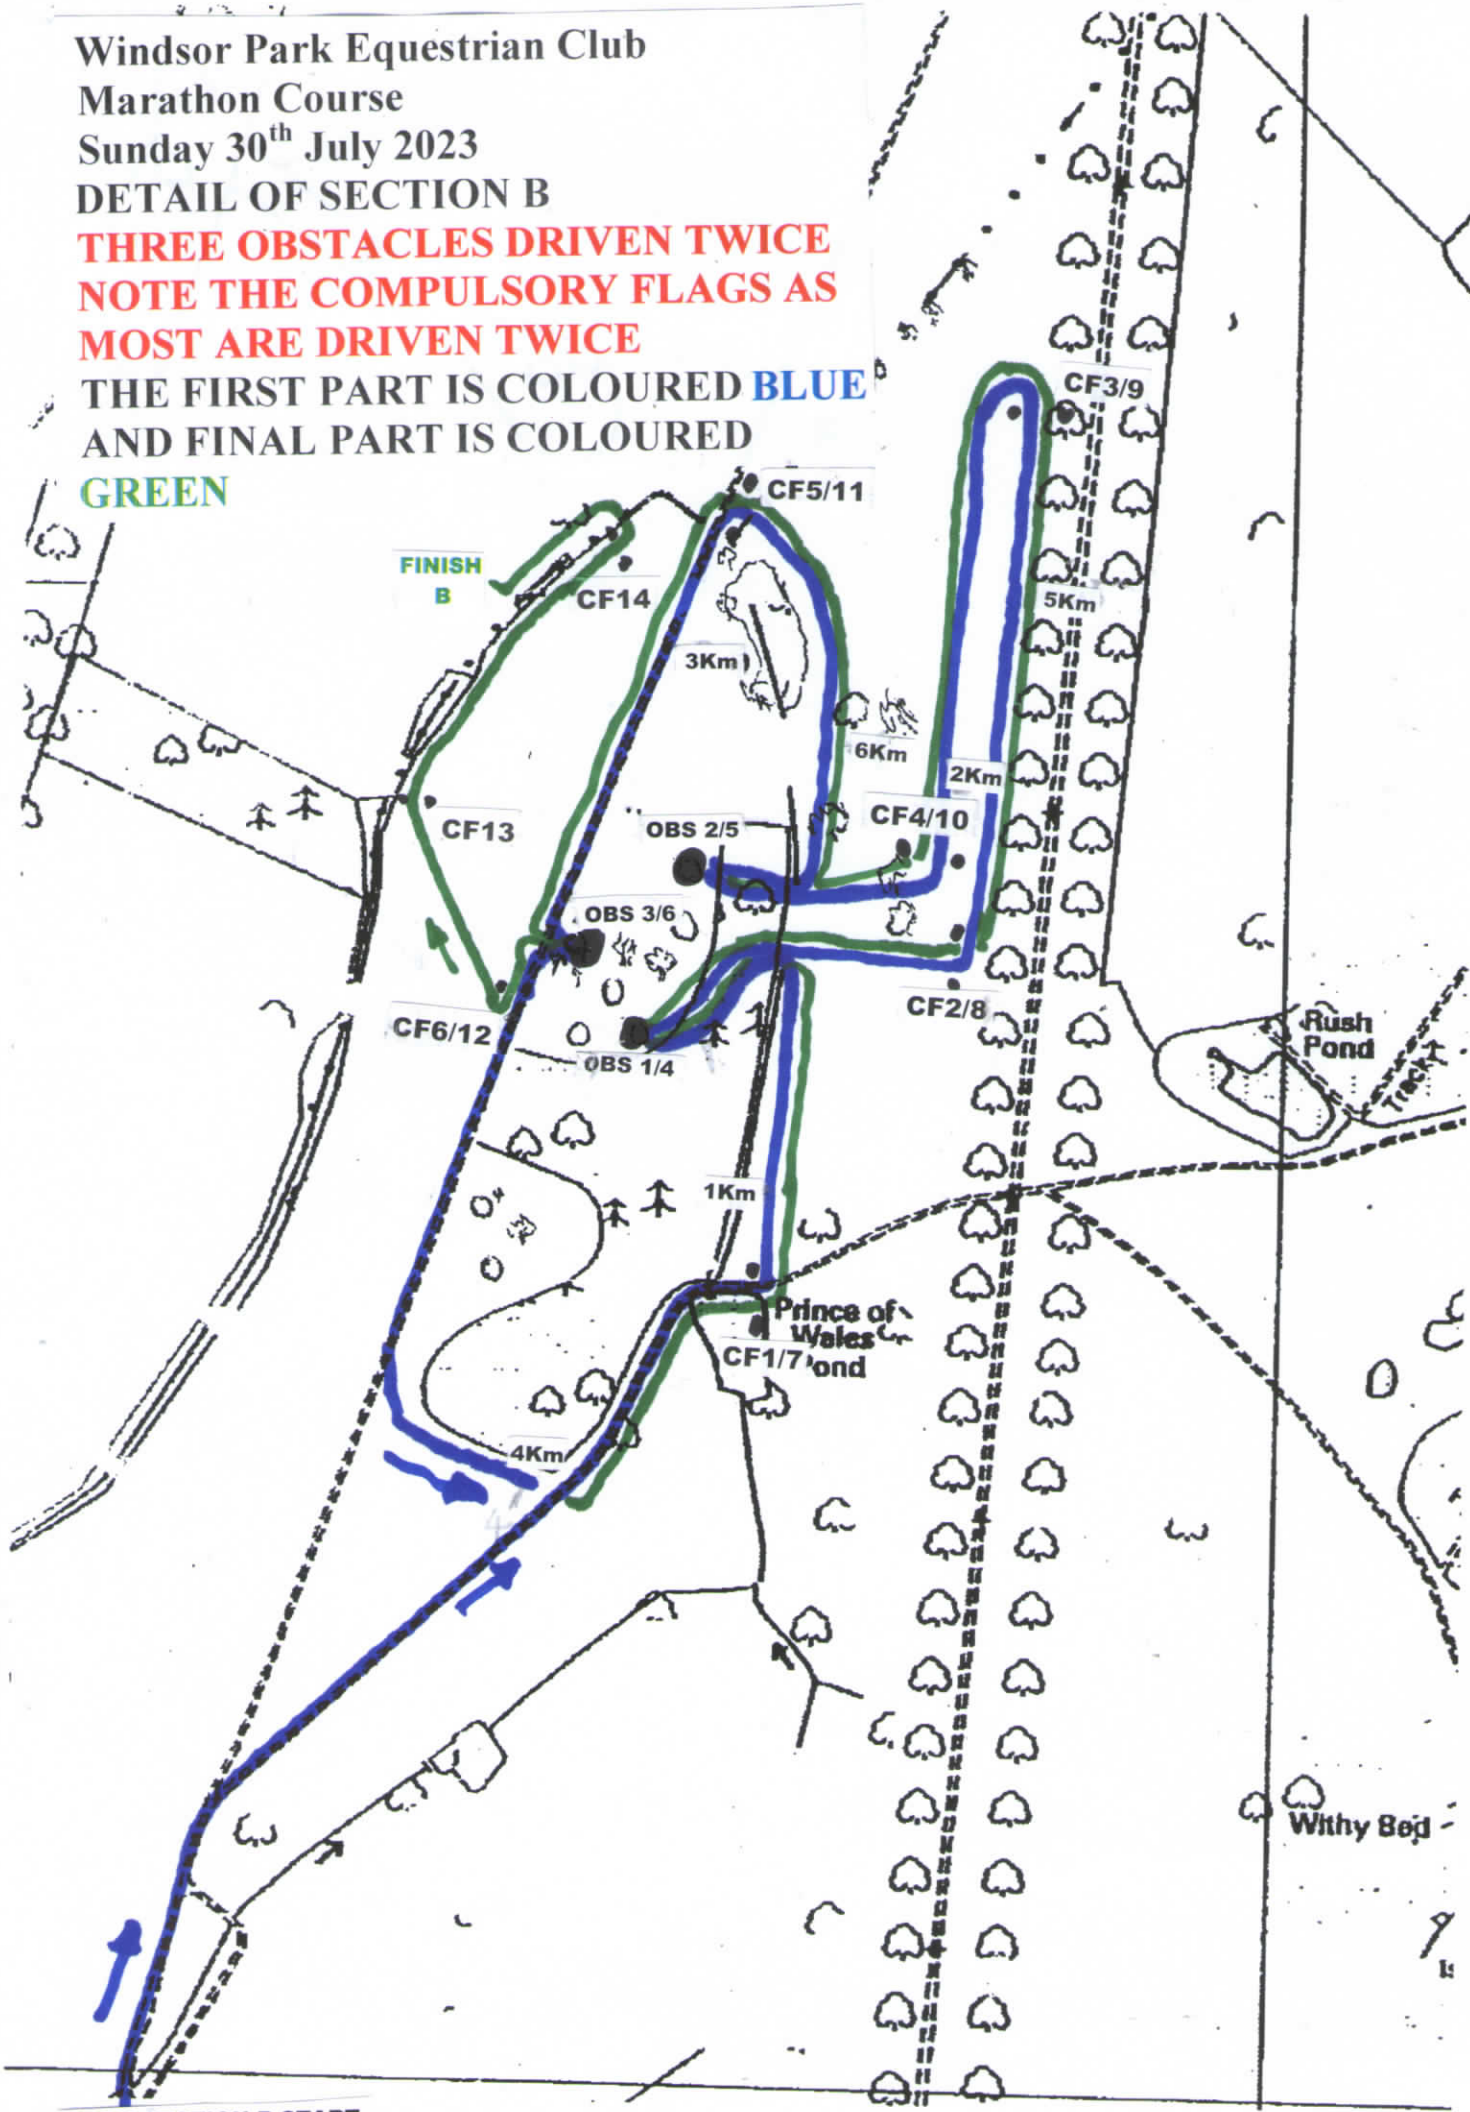 Windsor Park Equestrian Club
Marathon Course
Sunday 30th July 2023
DETAIL OF SECTION B
THREE OBSTACLES DRIVEN TWICE
NOTE THE COMPULSORY FLAGS AS
MOST ARE DRIVEN TWICE
THE FIRST PART IS COLOURED BLUE
AND FINAL PART IS COLOURED
GREEN
CF3/9
CF5/11
FINISH
B
CF14
5Km
3Km
6Km
2Km
CF4/10
CF13
OBS 2/5
OBS 3/6
CF6/12
CF2/8
OBS 1/4
Rush
Pond
Track
1Km
Prince of
Wales
CF1/7 ond
4Km
Withy Bed